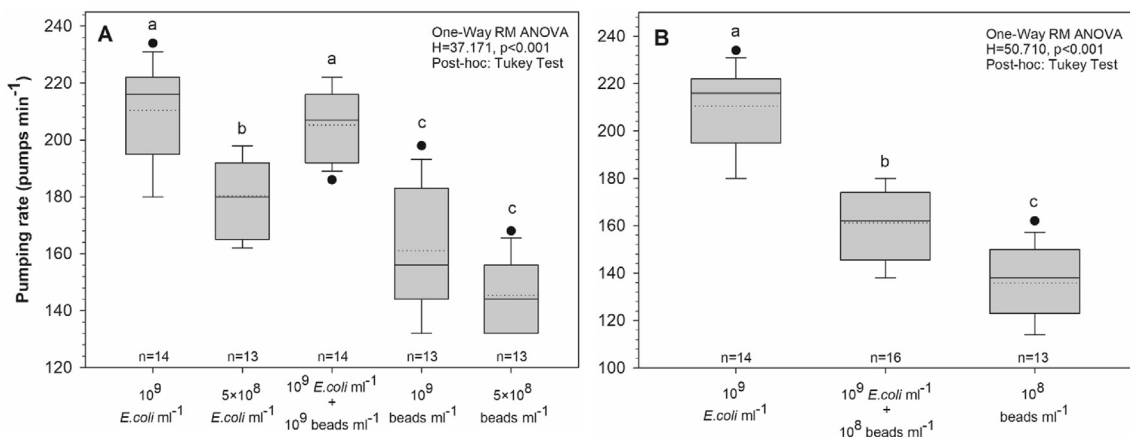 A
One-Way RM ANOVA
H=37.171, p<0.001
Post-hoc: Tukey Test
Pumping rate (pumps min⁻¹)
240
220
200
180
160
140
120
a
b
a
c
c
n=14
n=13
n=14
n=13
n=13
10⁹
E.coli ml⁻¹
5×10⁸
E.coli ml⁻¹
10⁹ E.coli ml⁻¹
+
10⁹ beads ml⁻¹
10⁹
beads ml⁻¹
5×10⁸
beads ml⁻¹
B
One-Way RM ANOVA
H=50.710, p<0.001
Post-hoc: Tukey Test
240
220
200
180
160
140
120
100
a
b
c
n=14
n=16
n=13
10⁹
E.coli ml⁻¹
10⁹ E.coli ml⁻¹
+
10⁸ beads ml⁻¹
10⁸
beads ml⁻¹